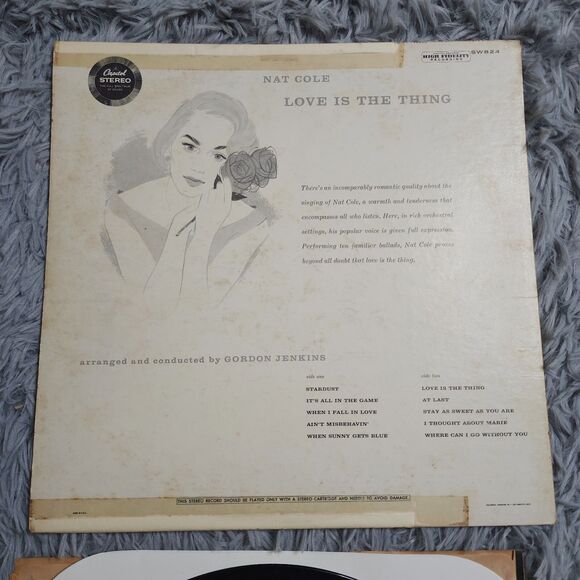 Capitol
STEREO
HIGH FIDELITY
RECORDING
SW824
NAT COLE
LOVE IS THE THING
There's an incomparably romantic quality about the
singing of Nat Cole, a warmth and tenderness that
encompasses all who listen. Here, in rich orchestral
settings, his popular voice is given full expression.
Performing ten familiar ballads, Nat Cole proves
beyond all doubt that love is the thing.
arranged and conducted by GORDON JENKINS
side one
STARDUST
IT'S ALL IN THE GAME
WHEN I FALL IN LOVE
AIN'T MISBEHAVIN'
WHEN SUNNY GETS BLUE
side two
LOVE IS THE THING
AT LAST
STAY AS SWEET AS YOU ARE
I THOUGHT ABOUT MARIE
WHERE CAN I GO WITHOUT YOU
THIS STEREO RECORD SHOULD BE PLAYED ONLY WITH A STEREO CARTRIDGE AND NEEDLE TO AVOID DAMAGE.